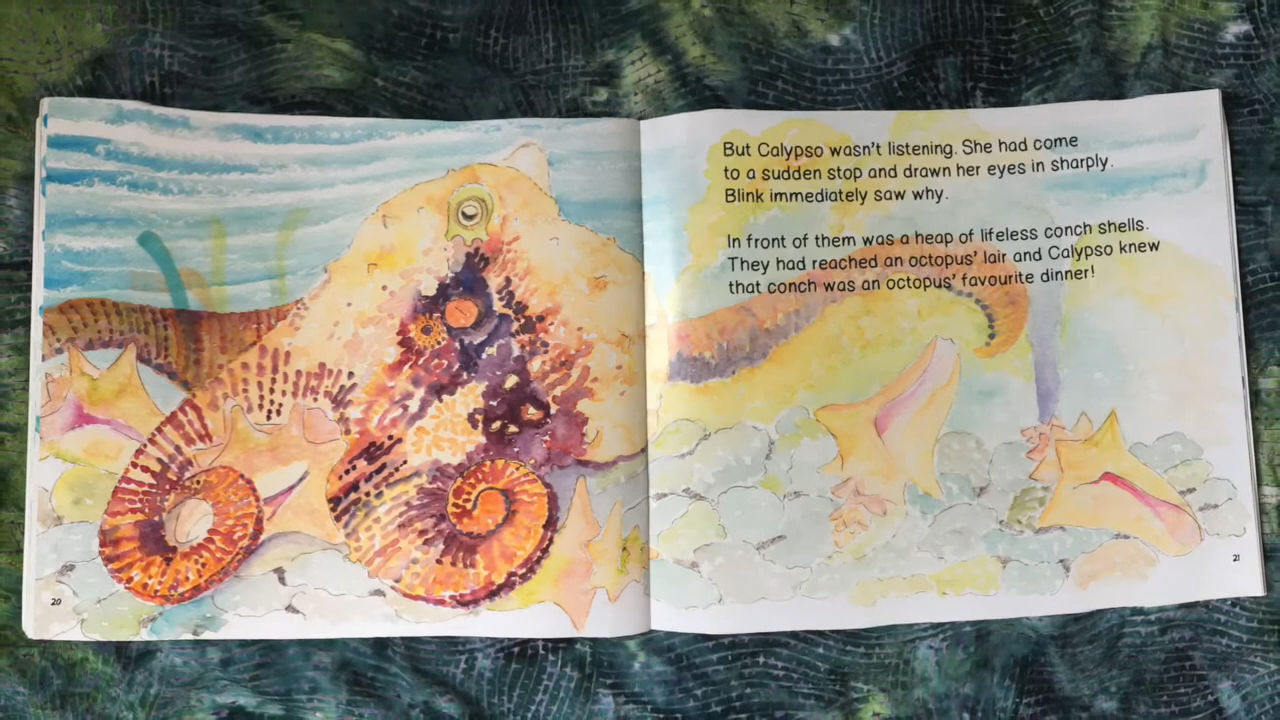 But Calypso wasn't listening. She had come
to a sudden stop and drawn her eyes in sharply.
Blink immediately saw why.
In front of them was a heap of lifeless conch shells.
They had reached an octopus' lair and Calypso knew
that conch was an octopus' favourite dinner!
20
21